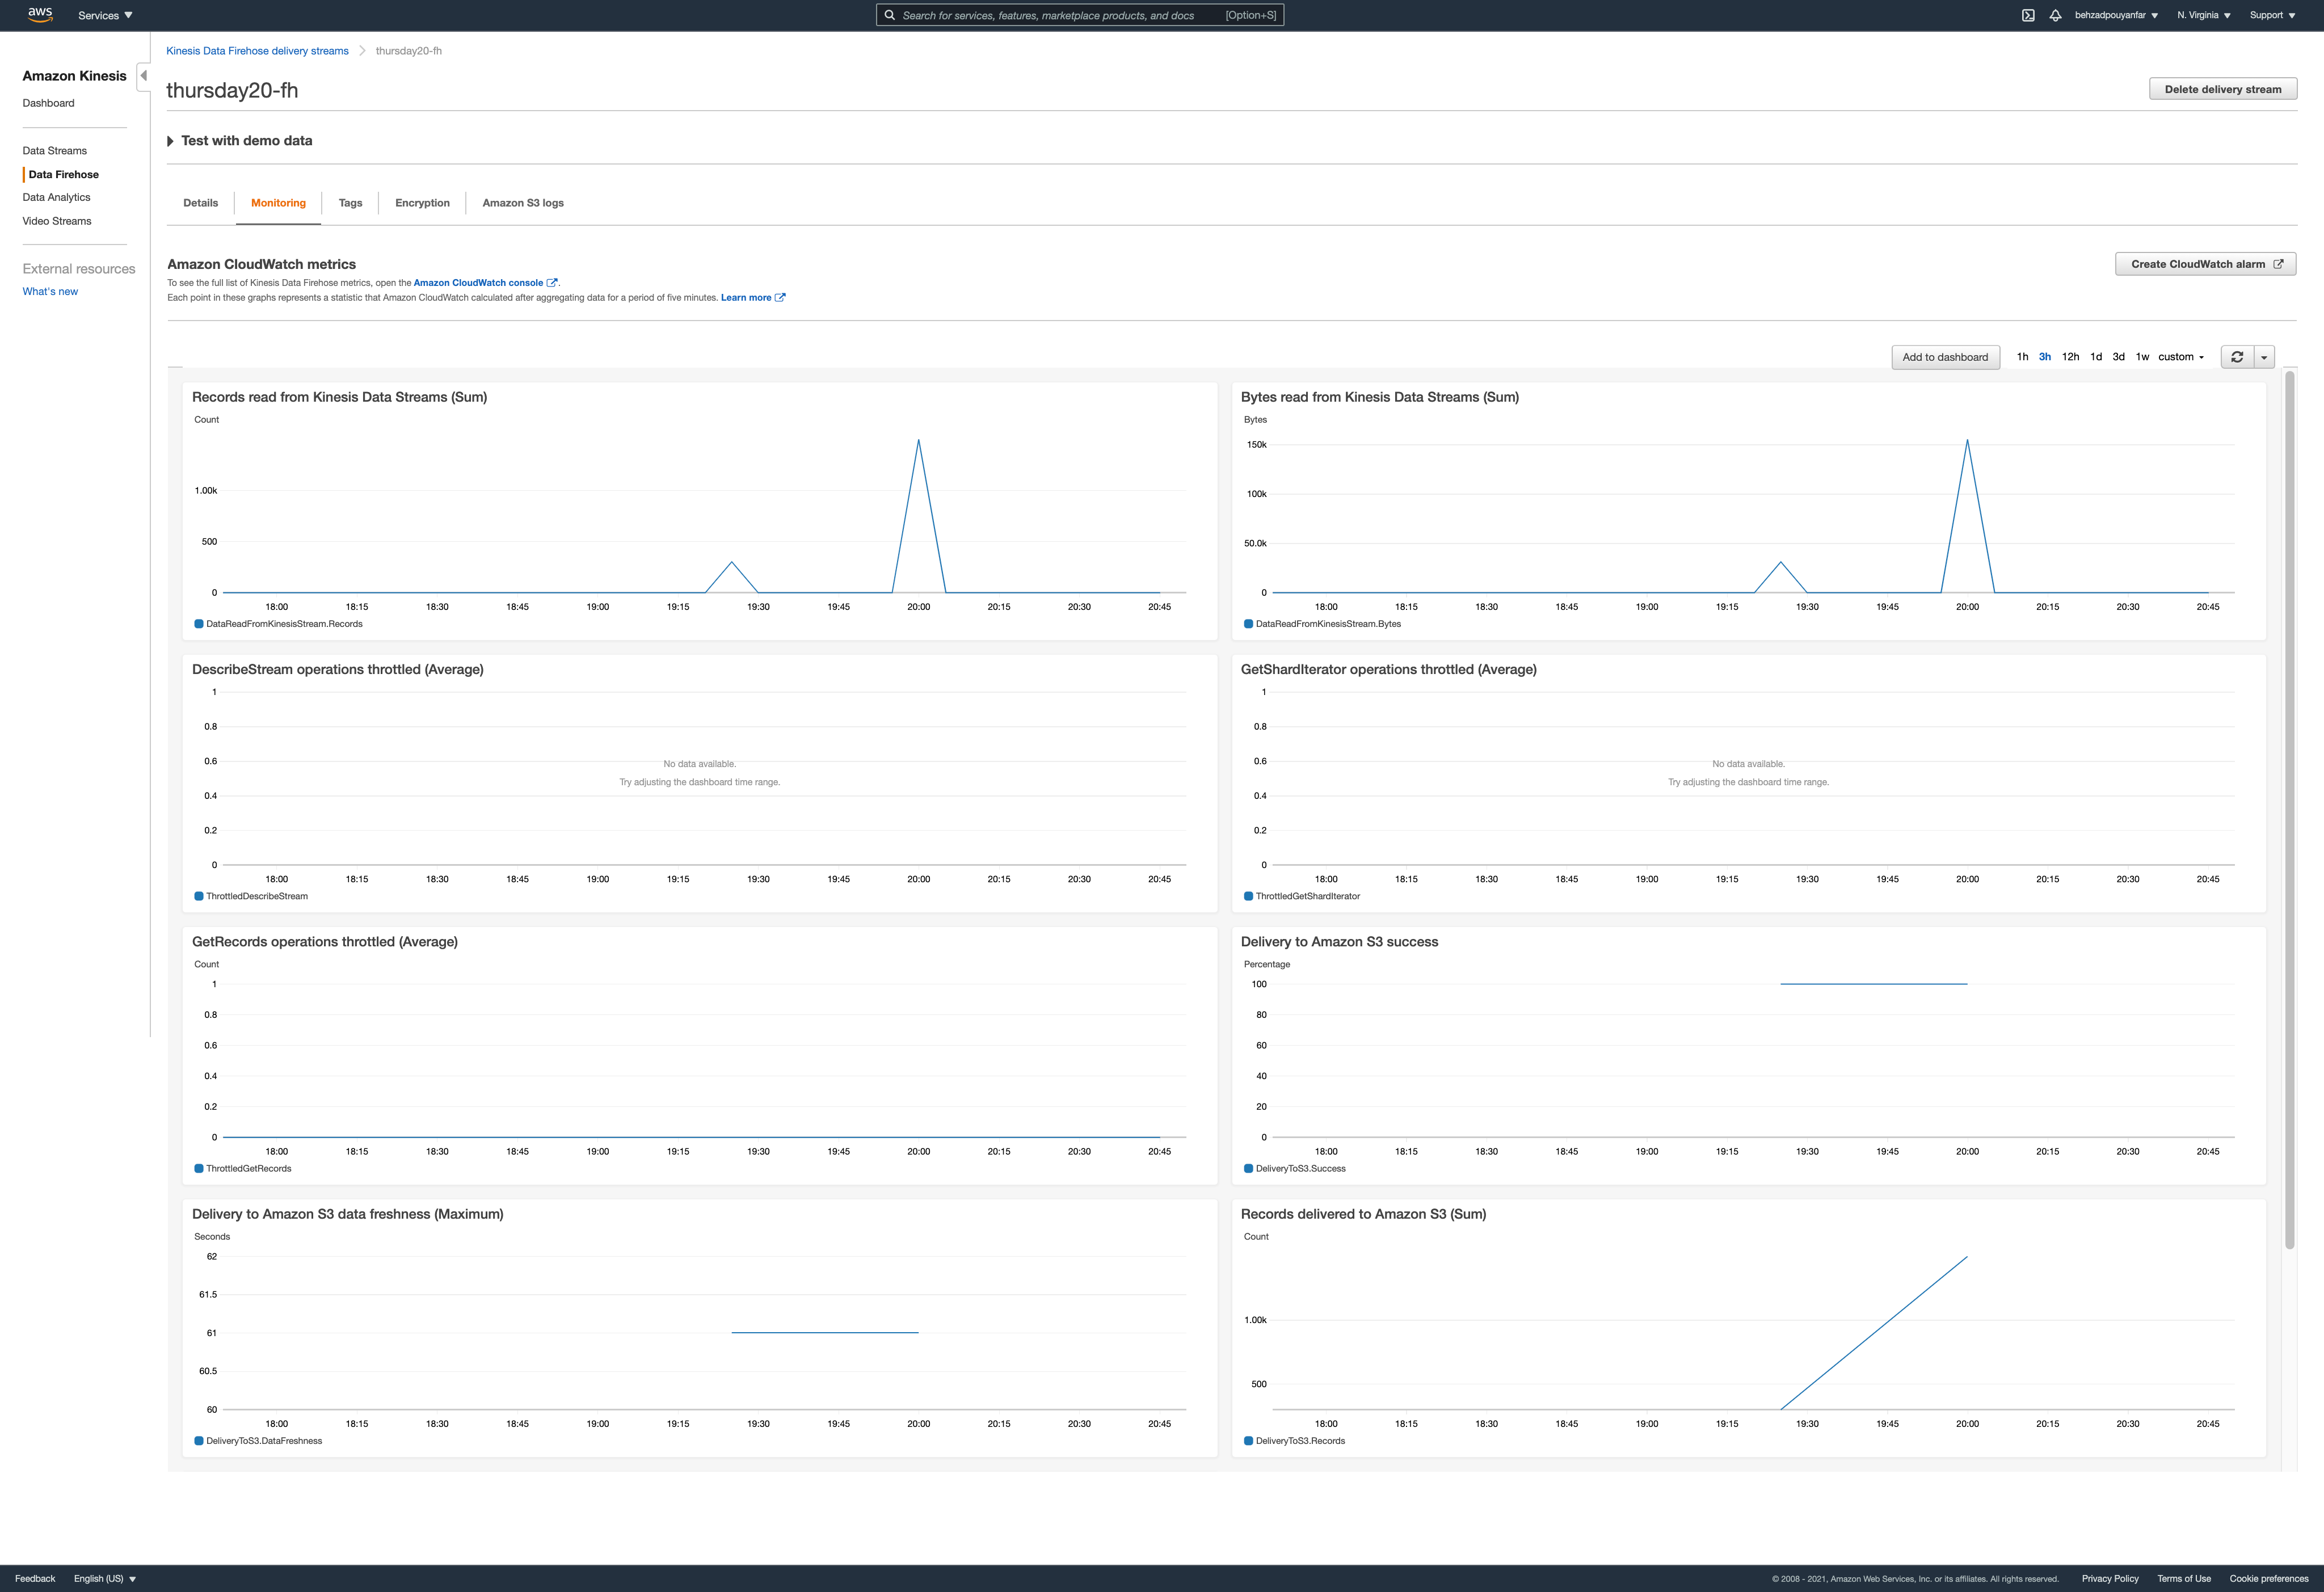 aws Services Search for services, features, marketplace products, and docs [Option+S] behzadpouyanfar N. Virginia Support
Kinesis Data Firehose delivery streams thursday20-fh
Amazon Kinesis
Dashboard
Data Streams
Data Firehose
Data Analytics
Video Streams
External resources
What's new
thursday20-fh Delete delivery stream
Test with demo data
Details Monitoring Tags Encryption Amazon S3 logs
Amazon CloudWatch metrics Create CloudWatch alarm
To see the full list of Kinesis Data Firehose metrics, open the Amazon CloudWatch console .
Each point in these graphs represents a statistic that Amazon CloudWatch calculated after aggregating data for a period of five minutes. Learn more
Add to dashboard 1h 3h 12h 1d 3d 1w custom
Records read from Kinesis Data Streams (Sum)
Count
1.00k
500
0
18:00 18:15 18:30 18:45 19:00 19:15 19:30 19:45 20:00 20:15 20:30 20:45
DataReadFromKinesisStream.Records
Bytes read from Kinesis Data Streams (Sum)
Bytes
150k
100k
50.0k
0
18:00 18:15 18:30 18:45 19:00 19:15 19:30 19:45 20:00 20:15 20:30 20:45
DataReadFromKinesisStream.Bytes
DescribeStream operations throttled (Average)
1
0.8
0.6
No data available.
Try adjusting the dashboard time range.
0.4
0.2
0
18:00 18:15 18:30 18:45 19:00 19:15 19:30 19:45 20:00 20:15 20:30 20:45
ThrottledDescribeStream
GetShardIterator operations throttled (Average)
1
0.8
0.6
No data available.
Try adjusting the dashboard time range.
0.4
0.2
0
18:00 18:15 18:30 18:45 19:00 19:15 19:30 19:45 20:00 20:15 20:30 20:45
ThrottledGetShardIterator
GetRecords operations throttled (Average)
Count
1
0.8
0.6
0.4
0.2
0
18:00 18:15 18:30 18:45 19:00 19:15 19:30 19:45 20:00 20:15 20:30 20:45
ThrottledGetRecords
Delivery to Amazon S3 success
Percentage
100
80
60
40
20
0
18:00 18:15 18:30 18:45 19:00 19:15 19:30 19:45 20:00 20:15 20:30 20:45
DeliveryToS3.Success
Delivery to Amazon S3 data freshness (Maximum)
Seconds
62
61.5
61
60.5
60
18:00 18:15 18:30 18:45 19:00 19:15 19:30 19:45 20:00 20:15 20:30 20:45
DeliveryToS3.DataFreshness
Records delivered to Amazon S3 (Sum)
Count
1.00k
500
18:00 18:15 18:30 18:45 19:00 19:15 19:30 19:45 20:00 20:15 20:30 20:45
DeliveryToS3.Records
Feedback English (US) © 2008 - 2021, Amazon Web Services, Inc. or its affiliates. All rights reserved. Privacy Policy Terms of Use Cookie preferences